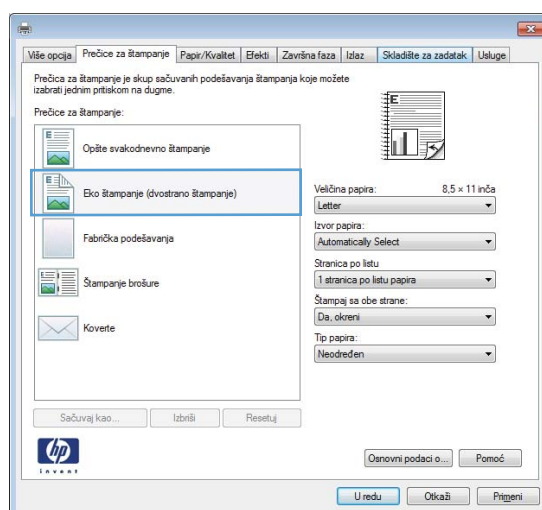 Više opcija Prečice za štampanje Papir/Kvalitet Efekti Završna faza Izlaz Skladište za zadatak Usluge
Prečica za štampanje je skup sačuvanih podešavanja štampanja koje možete
izabrati jednim pritiskom na dugme.
Prečice za štampanje:
Opšte svakodnevno štampanje
Eko štampanje (dvostrano štampanje)
Fabrička podešavanja
Štampanje brošure
Koverte
Veličina papira: 8,5 × 11 inča
Letter
Izvor papira:
Automatically Select
Stranica po listu
1 stranica po listu papira
Štampaj sa obe strane:
Da, okreni
Tip papira:
Neodređen
Sačuvaj kao... Izbriši Resetuj
hp
invent
Osnovni podaci o... Pomoć
U redu Otkaži Primeni